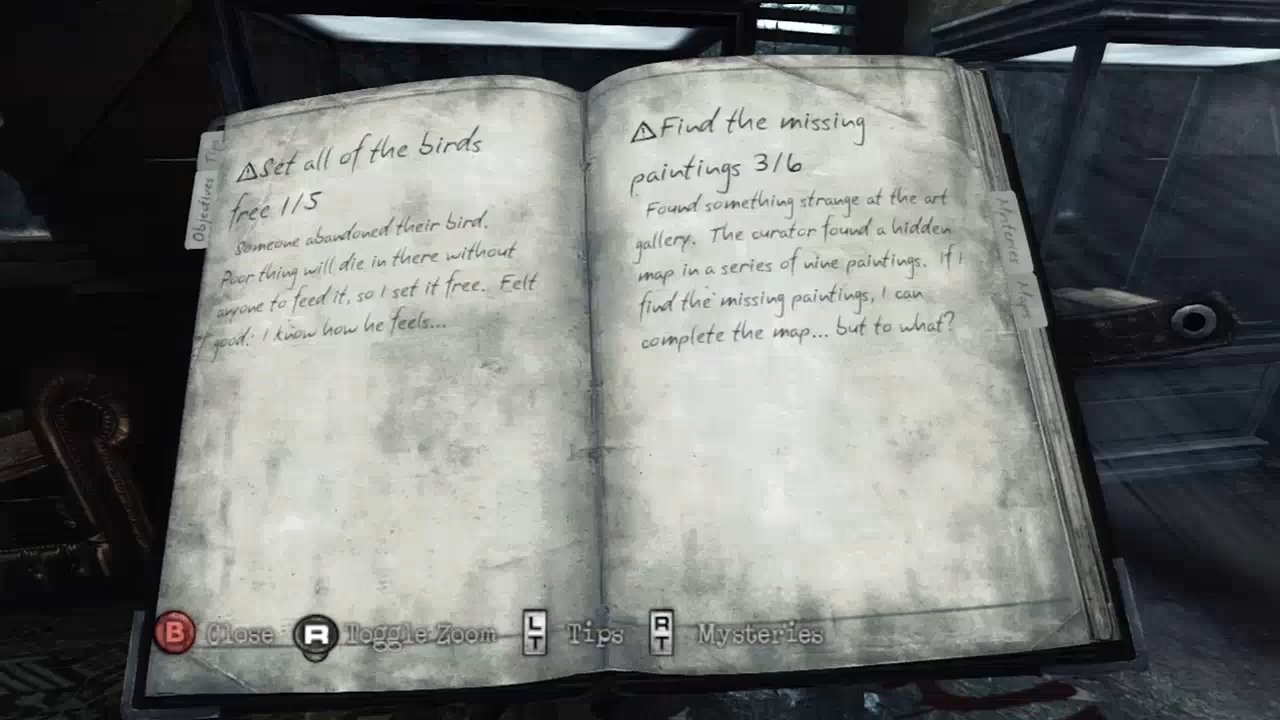 ⚠Set all of the birds
free 1/5
Someone abandoned their bird.
Poor thing will die in there without
anyone to feed it, so I set it free. Felt
good. I know how he feels...
⚠Find the missing
paintings 3/6
Found something strange at the art
gallery. The curator found a hidden
map in a series of nine paintings. If I
find the missing paintings, I can
complete the map... but to what?
Objectives
Tips
Mysteries
Maps
B Close R Toggle Zoom LT Tips RT Mysteries